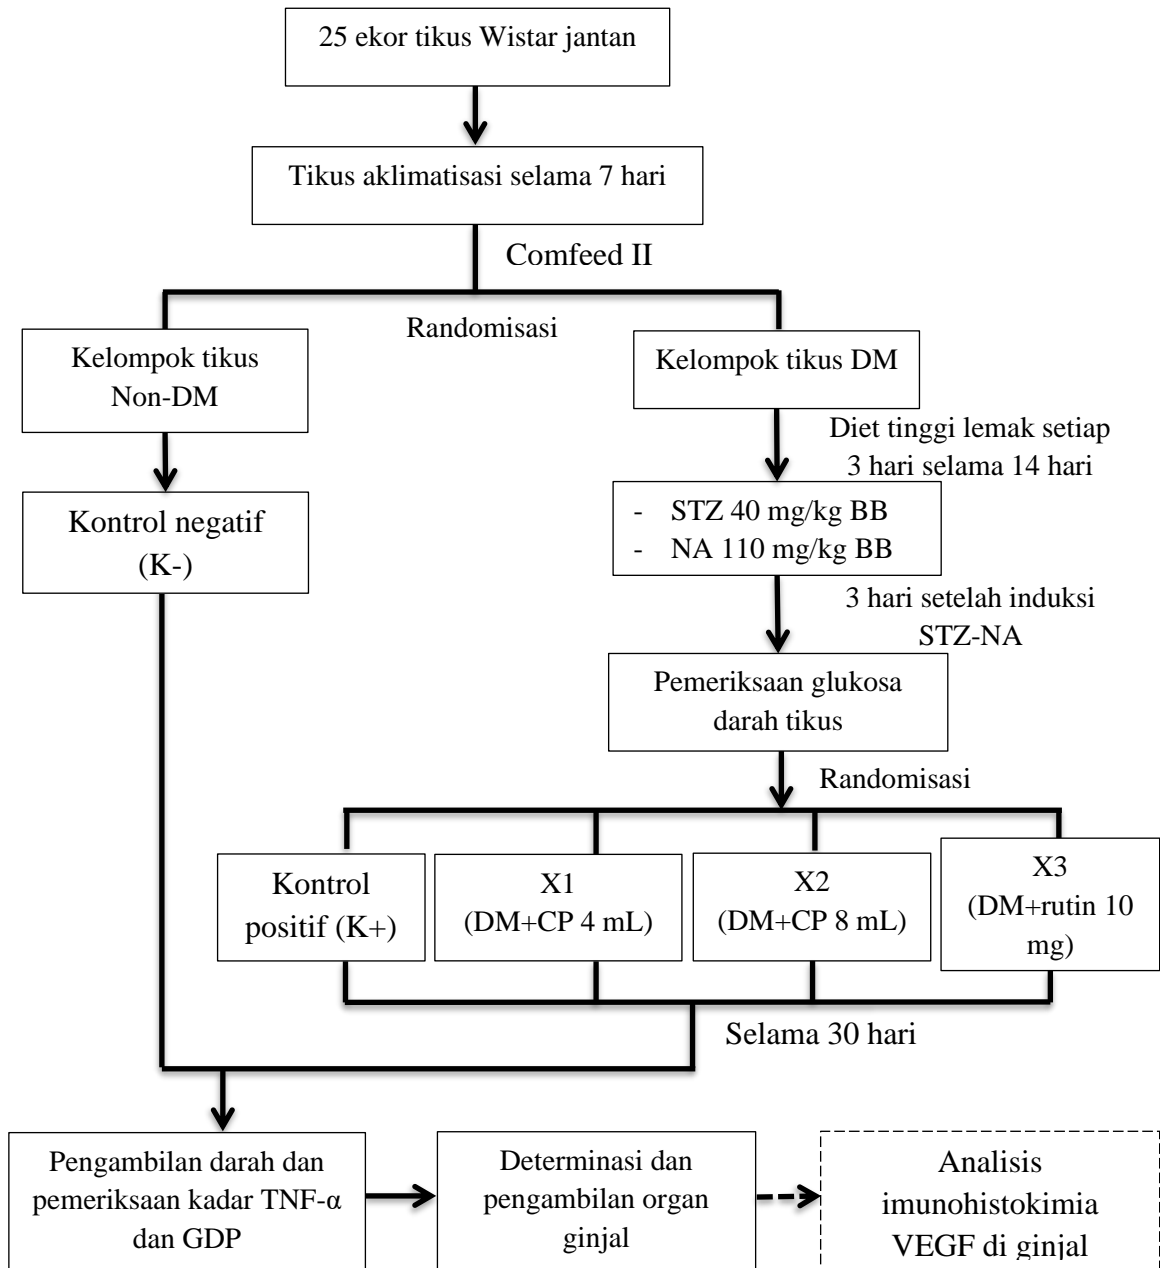 25 ekor tikus Wistar jantan
Tikus aklimatisasi selama 7 hari
Comfeed II
Randomisasi
Kelompok tikus
Non-DM
Kelompok tikus DM
Diet tinggi lemak setiap
3 hari selama 14 hari
Kontrol negatif
(K-)
- STZ 40 mg/kg BB
- NA 110 mg/kg BB
3 hari setelah induksi
STZ-NA
Pemeriksaan glukosa
darah tikus
Randomisasi
Kontrol
positif (K+)
X1
(DM+CP 4 mL)
X2
(DM+CP 8 mL)
X3
(DM+rutin 10
mg)
Selama 30 hari
Pengambilan darah dan
pemeriksaan kadar TNF-α
dan GDP
Determinasi dan
pengambilan organ
ginjal
Analisis
imunohistokimia
VEGF di ginjal